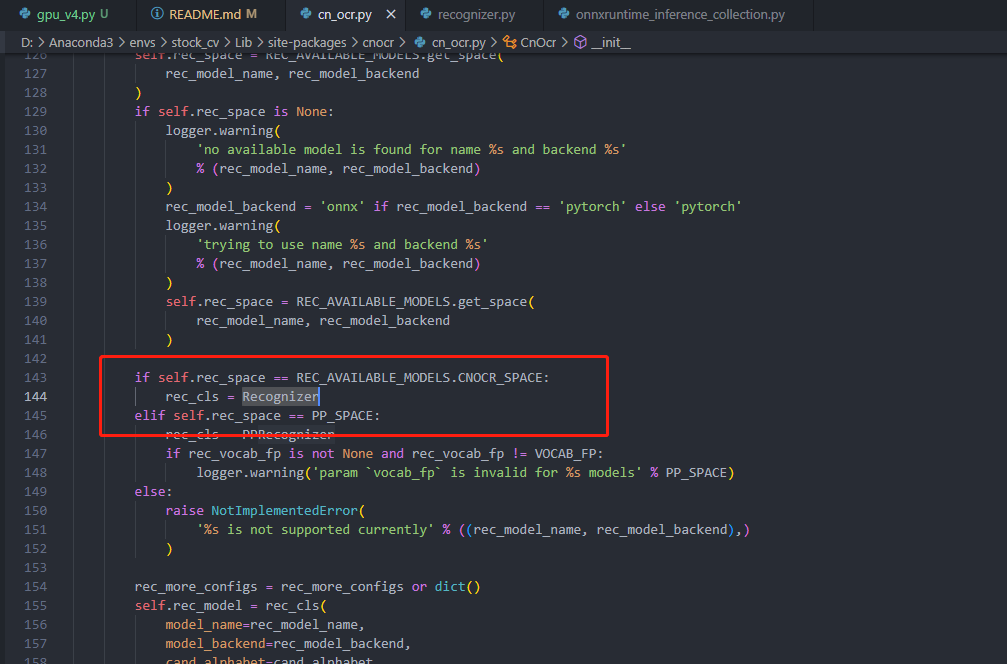 gpu_v4.py U README.md M cn_ocr.py recognizer.py onnxruntime_inference_collection.py
D: > Anaconda3 > envs > stock_cv > Lib > site-packages > cnocr > cn_ocr.py > CnOcr > __init__
126 self.rec_space = REC_AVAILABLE_MODELS.get_space(
127 rec_model_name, rec_model_backend
128 )
129 if self.rec_space is None:
130 logger.warning(
131 'no available model is found for name %s and backend %s'
132 % (rec_model_name, rec_model_backend)
133 )
134 rec_model_backend = 'onnx' if rec_model_backend == 'pytorch' else 'pytorch'
135 logger.warning(
136 'trying to use name %s and backend %s'
137 % (rec_model_name, rec_model_backend)
138 )
139 self.rec_space = REC_AVAILABLE_MODELS.get_space(
140 rec_model_name, rec_model_backend
141 )
142
143 if self.rec_space == REC_AVAILABLE_MODELS.CNOCR_SPACE:
144 rec_cls = Recognizer
145 elif self.rec_space == PP_SPACE:
146 rec_cls = PPRecognizer
147 if rec_vocab_fp is not None and rec_vocab_fp != VOCAB_FP:
148 logger.warning('param `vocab_fp` is invalid for %s models' % PP_SPACE)
149 else:
150 raise NotImplementedError(
151 '%s is not supported currently' % ((rec_model_name, rec_model_backend),)
152 )
153
154 rec_more_configs = rec_more_configs or dict()
155 self.rec_model = rec_cls(
156 model_name=rec_model_name,
157 model_backend=rec_model_backend,
158 cand_alphabet=cand_alphabet,